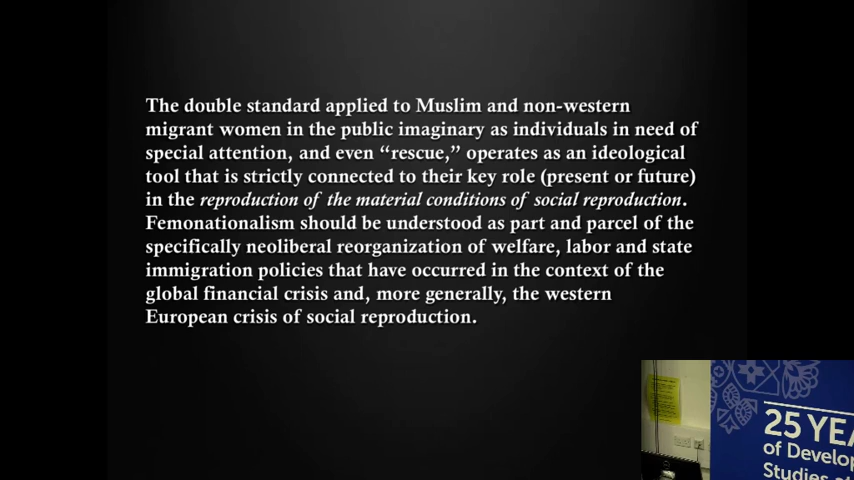 The double standard applied to Muslim and non-western
migrant women in the public imaginary as individuals in need of
special attention, and even “rescue,” operates as an ideological
tool that is strictly connected to their key role (present or future)
in the reproduction of the material conditions of social reproduction.
Femonationalism should be understood as part and parcel of the
specifically neoliberal reorganization of welfare, labor and state
immigration policies that have occurred in the context of the
global financial crisis and, more generally, the western
European crisis of social reproduction.
25 YEA
of Develop
Studies a